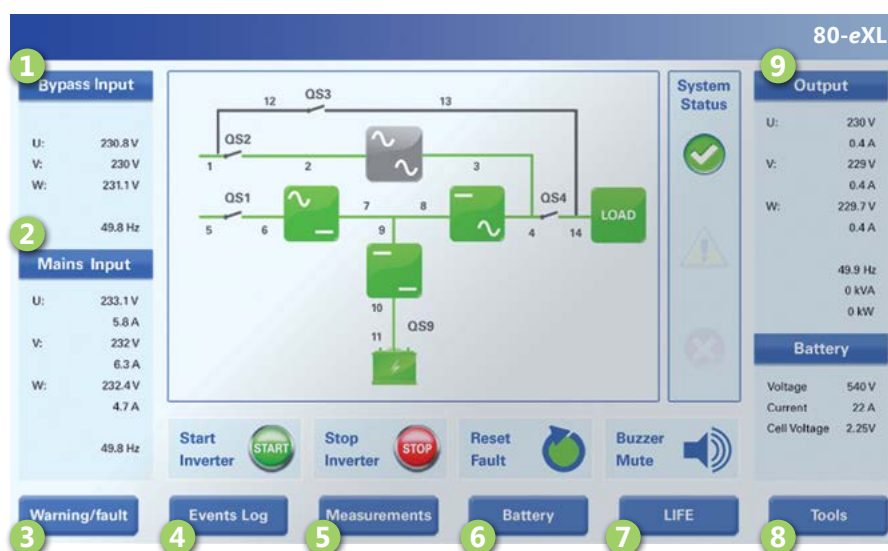 80-eXL
1
Bypass Input
U: 230.8 V
V: 230 V
W: 231.1 V
49.8 Hz
2
Mains Input
U: 233.1 V
5.8 A
V: 232 V
6.3 A
W: 232.4 V
4.7 A
49.8 Hz
12 QS3 13
QS2
1 2 3
QS1 7 8 QS4 LOAD
5 6 9 4 14
10
11 QS9
System
Status
9
Output
U: 230 V
0.4 A
V: 229 V
0.4 A
W: 229.7 V
0.4 A
49.9 Hz
0 kVA
0 kW
Battery
Voltage 540 V
Current 22 A
Cell Voltage 2.25V
Start
Inverter
START
Stop
Inverter
STOP
Reset
Fault
Buzzer
Mute
Warning/fault
3
Events Log
4
Measurements
5
Battery
6
LIFE
7
Tools
8